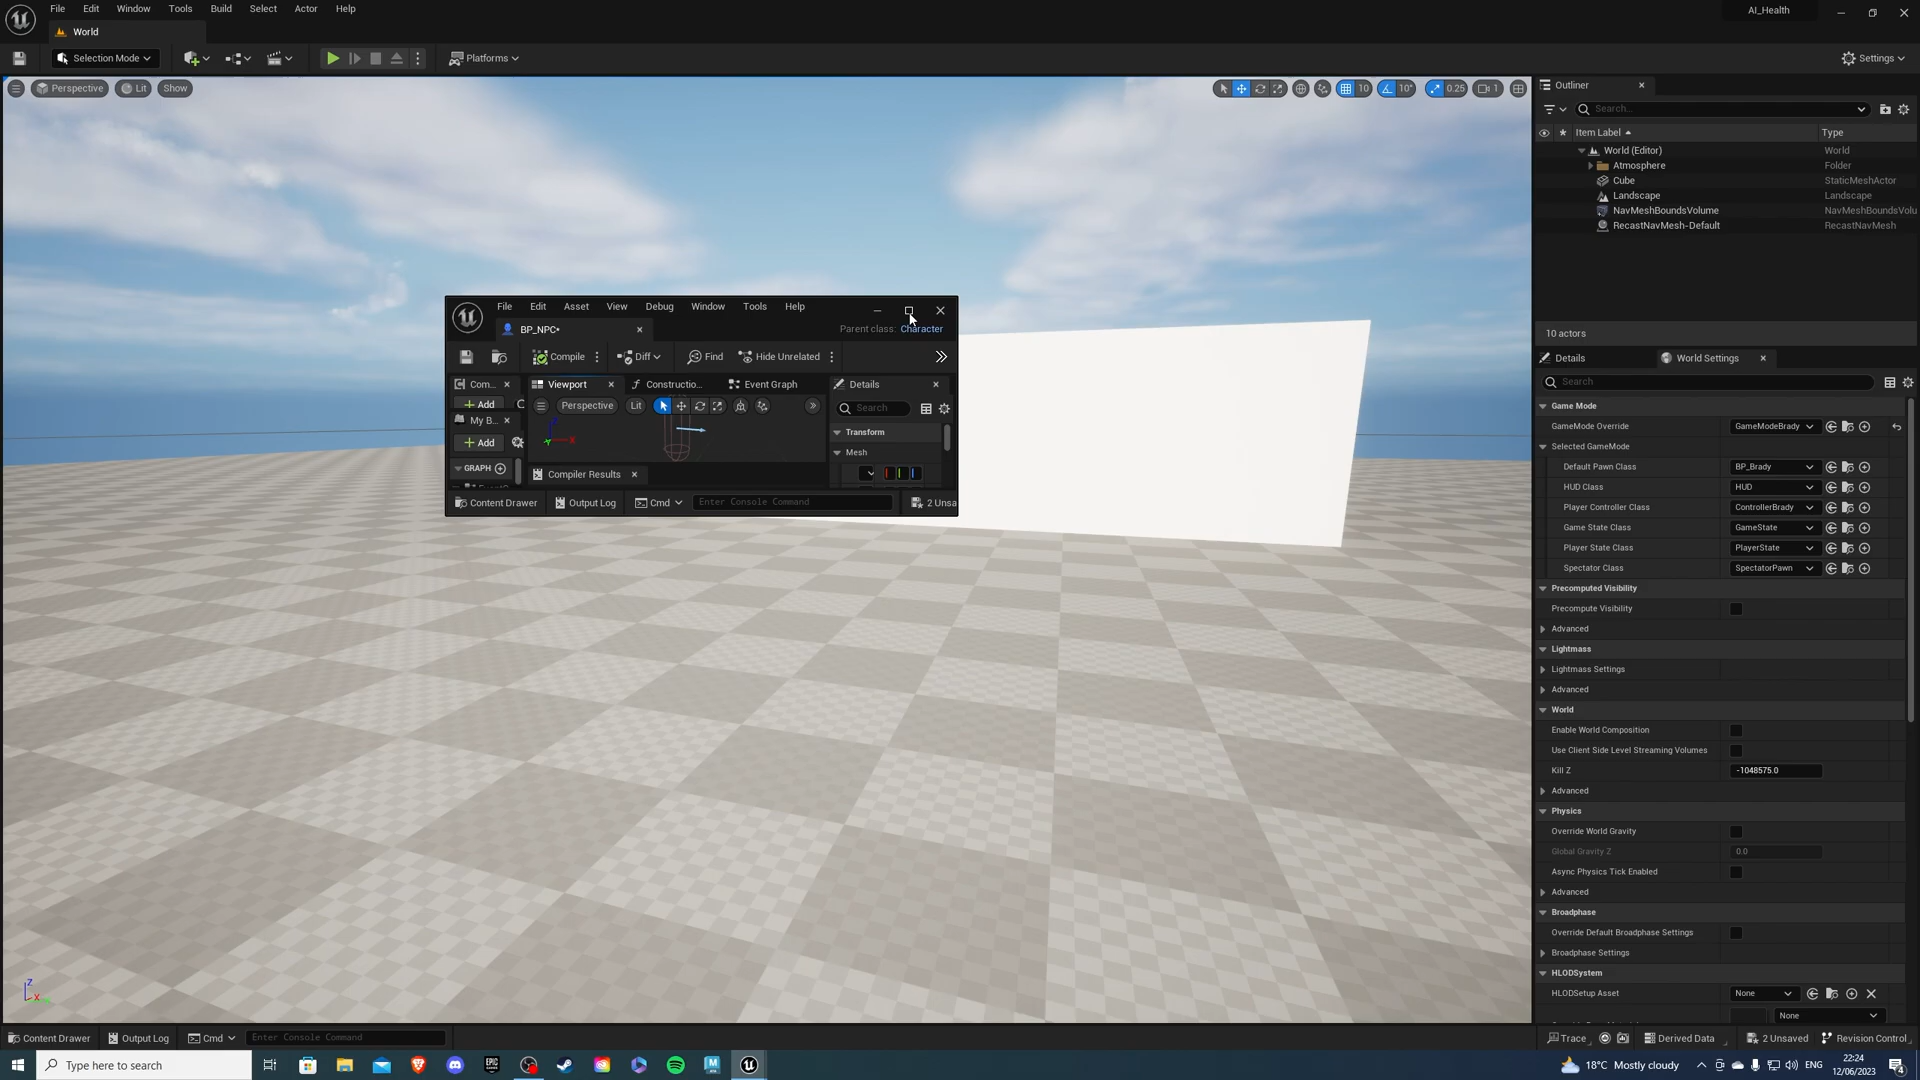 File Edit Window Tools Build Select Actor Help
AI_Health
World
Selection Mode
Platforms
Settings
Perspective Lit Show
10 10° 0.25 1
Outliner
Search...
Item Label Type
World (Editor) World
Atmosphere Folder
Cube StaticMeshActor
Landscape Landscape
NavMeshBoundsVolume NavMeshBoundsVolu
RecastNavMesh-Default RecastNavMesh
10 actors
Details World Settings
Search
Game Mode
GameMode Override GameModeBrady
Selected GameMode
Default Pawn Class BP_Brady
HUD Class HUD
Player Controller Class ControllerBrady
Game State Class GameState
Player State Class PlayerState
Spectator Class SpectatorPawn
Precomputed Visibility
Precompute Visibility
Advanced
Lightmass
Lightmass Settings
Advanced
World
Enable World Composition
Use Client Side Level Streaming Volumes
Kill Z -1048575.0
Advanced
Physics
Override World Gravity
Global Gravity Z 0.0
Async Physics Tick Enabled
Advanced
Broadphase
Override Default Broadphase Settings
Broadphase Settings
HLODSystem
HLODSetup Asset None
None
File Edit Asset View Debug Window Tools Help
BP_NPC*
Parent class: Character
Compile Diff Find Hide Unrelated
Com... Viewport Constructio... Event Graph Details
Add Perspective Lit Search
My B...
Add Transform
Mesh
GRAPH Compiler Results
Content Drawer Output Log Cmd Enter Console Command 2 Unsa
Z X
Content Drawer Output Log Cmd Enter Console Command
Trace Derived Data 2 Unsaved Revision Control
Type here to search
18°C Mostly cloudy ENG
22:24
12/06/2023
4